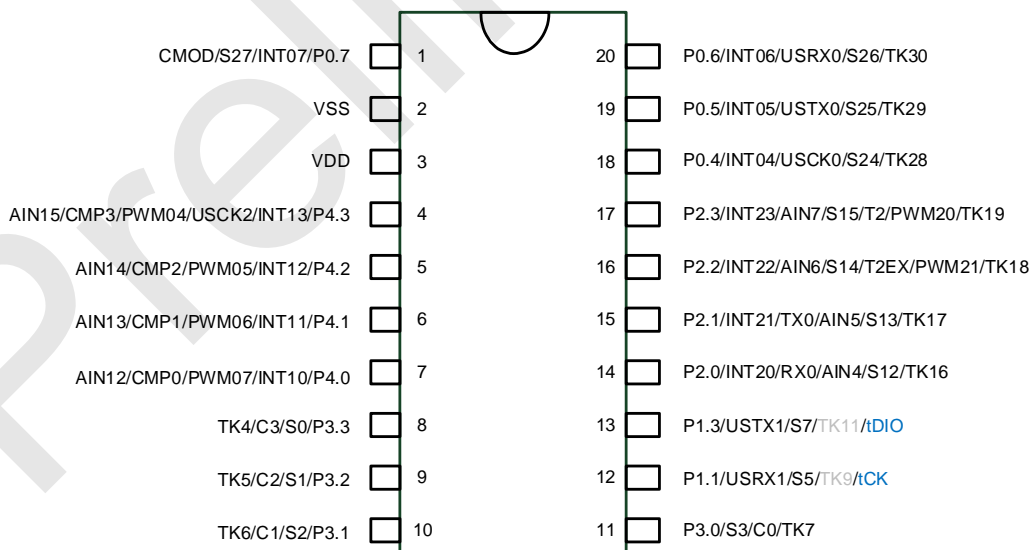 CMOD/S27/INT07/P0.7 1 20 P0.6/INT06/USRX0/S26/TK30
VSS 2 19 P0.5/INT05/USTX0/S25/TK29
VDD 3 18 P0.4/INT04/USCK0/S24/TK28
AIN15/CMP3/PWM04/USCK2/INT13/P4.3 4 17 P2.3/INT23/AIN7/S15/T2/PWM20/TK19
AIN14/CMP2/PWM05/INT12/P4.2 5 16 P2.2/INT22/AIN6/S14/T2EX/PWM21/TK18
AIN13/CMP1/PWM06/INT11/P4.1 6 15 P2.1/INT21/TX0/AIN5/S13/TK17
AIN12/CMP0/PWM07/INT10/P4.0 7 14 P2.0/INT20/RX0/AIN4/S12/TK16
TK4/C3/S0/P3.3 8 13 P1.3/USTX1/S7/TK11/tDIO
TK5/C2/S1/P3.2 9 12 P1.1/USRX1/S5/TK9/tCK
TK6/C1/S2/P3.1 10 11 P3.0/S3/C0/TK7